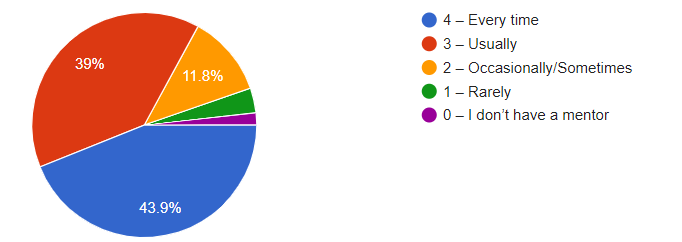 39%
11.8%
43.9%
4 – Every time
3 – Usually
2 – Occasionally/Sometimes
1 – Rarely
0 – I don’t have a mentor